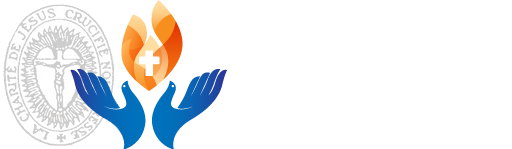 LA CHARITÉ DE JÉSUS CRUCIFIÉ